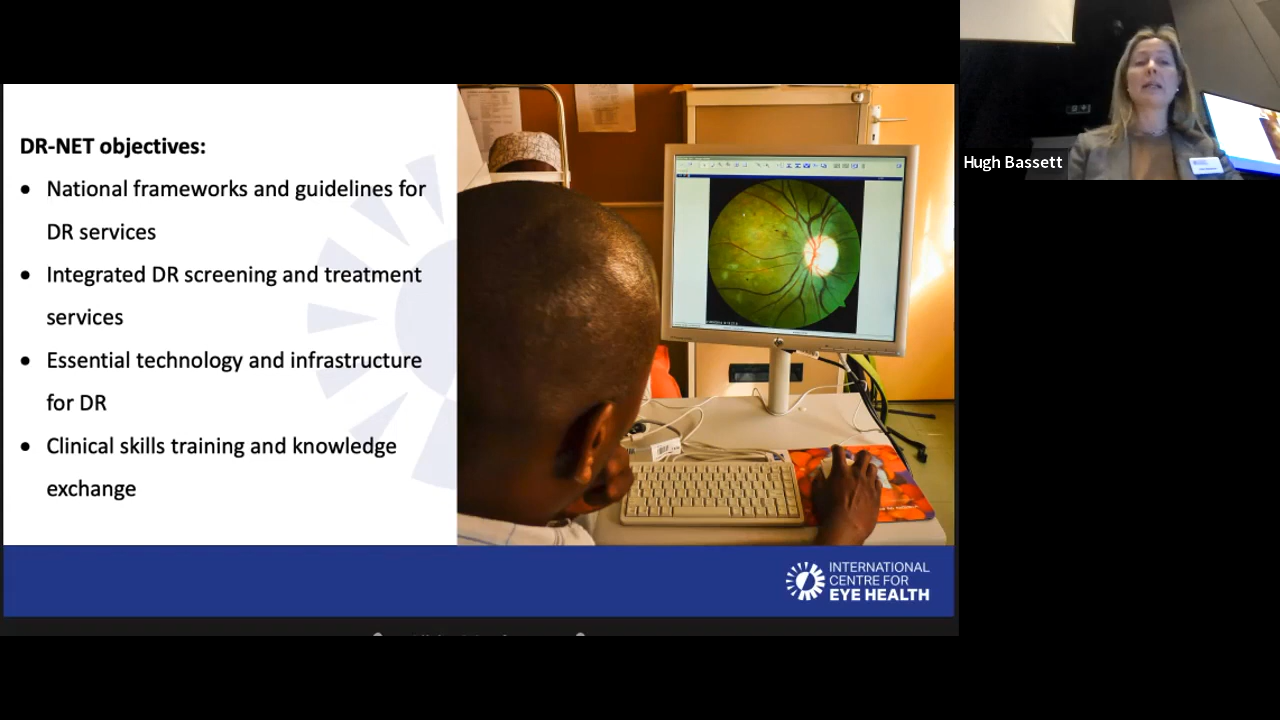 DR-NET objectives:
• National frameworks and guidelines for
DR services
• Integrated DR screening and treatment
services
• Essential technology and infrastructure
for DR
• Clinical skills training and knowledge
exchange
INTERNATIONAL
CENTRE FOR
EYE HEALTH
Hugh Bassett